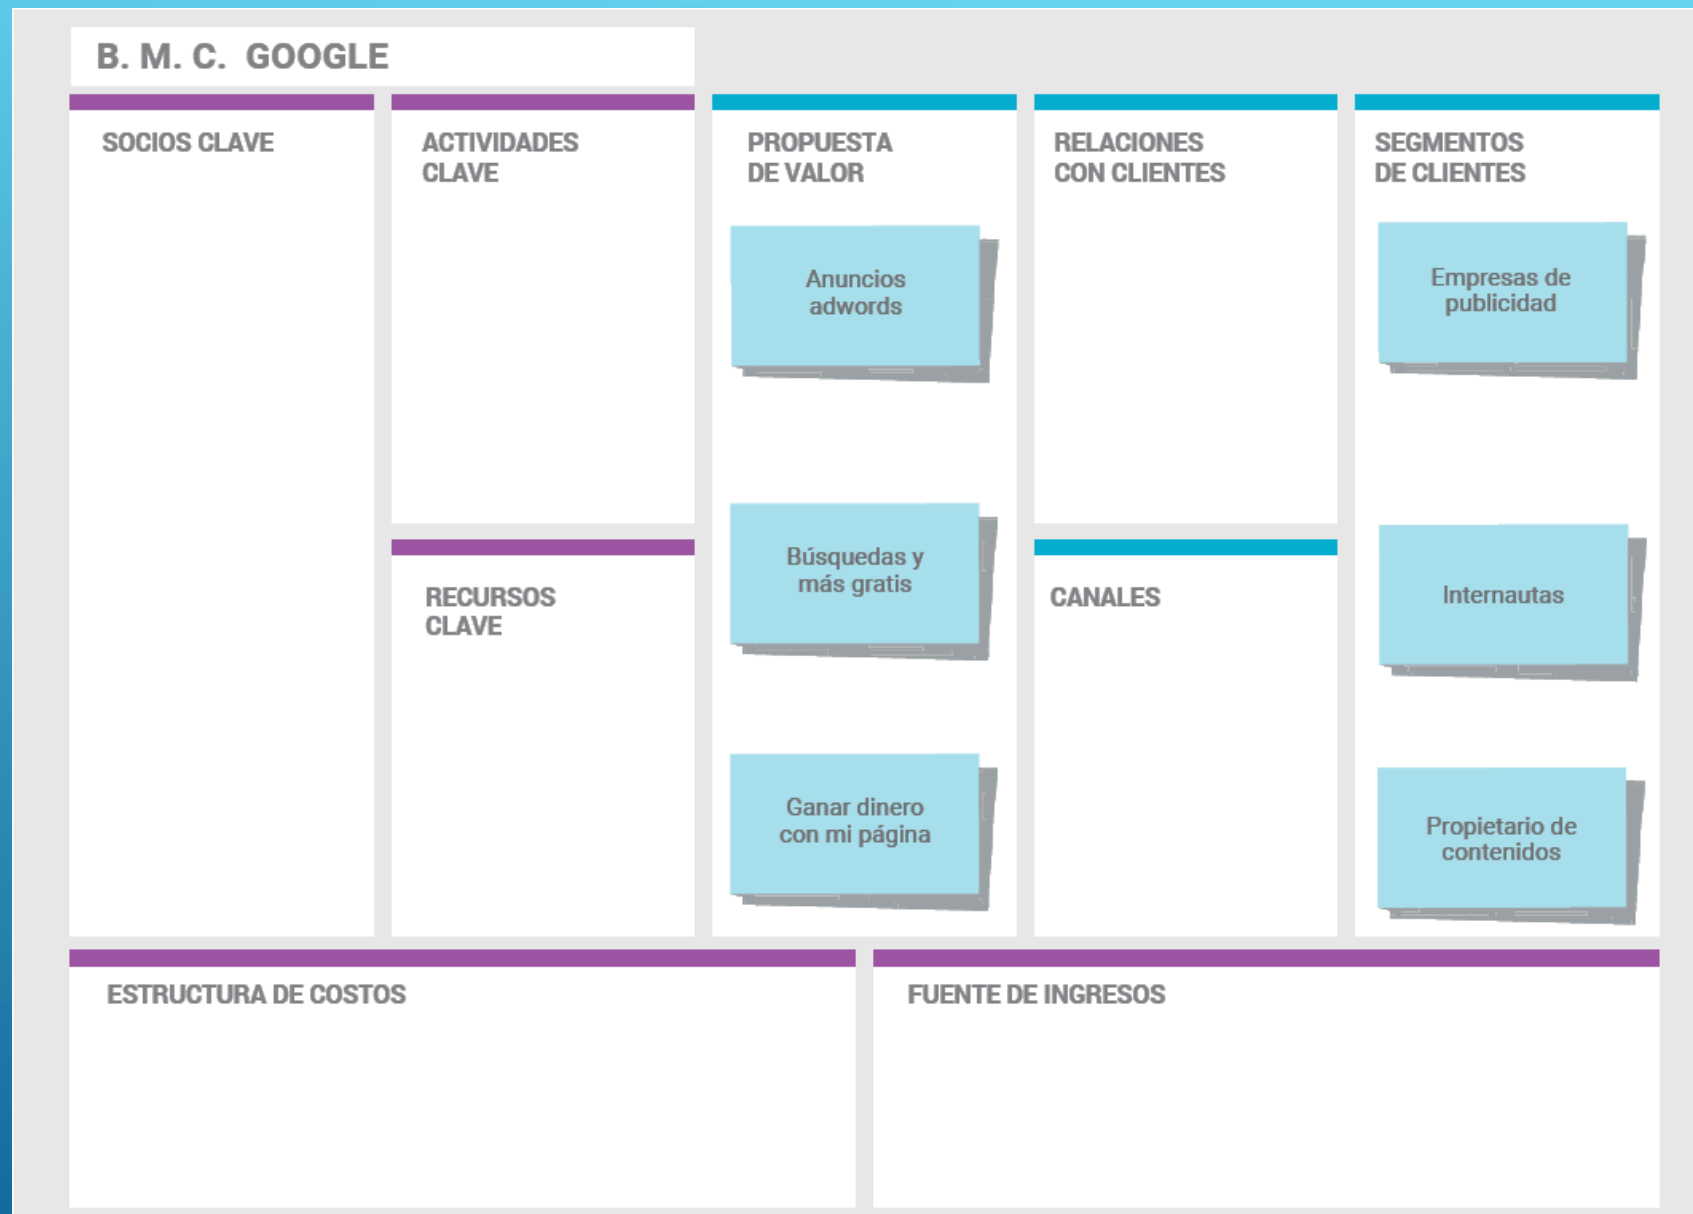 B. M. C. GOOGLE
SOCIOS CLAVE
ACTIVIDADES
CLAVE
RECURSOS
CLAVE
PROPUESTA
DE VALOR
Anuncios
adwords
Búsquedas y
más gratis
Ganar dinero
con mi página
RELACIONES
CON CLIENTES
CANALES
SEGMENTOS
DE CLIENTES
Empresas de
publicidad
Internautas
Propietario de
contenidos
ESTRUCTURA DE COSTOS
FUENTE DE INGRESOS